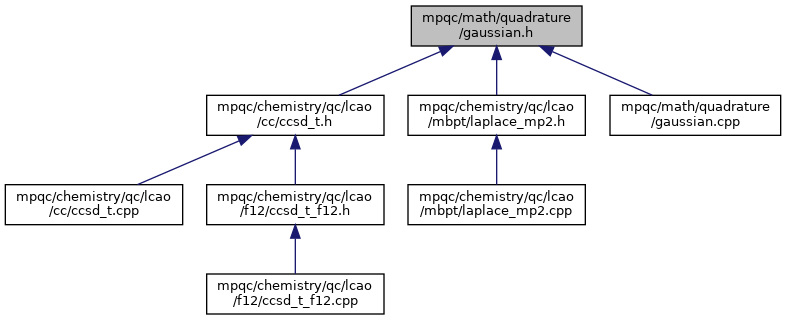 mpqc/math/quadrature
/gaussian.h
mpqc/chemistry/qc/lcao
/cc/ccsd_t.h
mpqc/chemistry/qc/lcao
/mbpt/laplace_mp2.h
mpqc/math/quadrature
/gaussian.cpp
mpqc/chemistry/qc/lcao
/cc/ccsd_t.cpp
mpqc/chemistry/qc/lcao
/f12/ccsd_t_f12.h
mpqc/chemistry/qc/lcao
/mbpt/laplace_mp2.cpp
mpqc/chemistry/qc/lcao
/f12/ccsd_t_f12.cpp